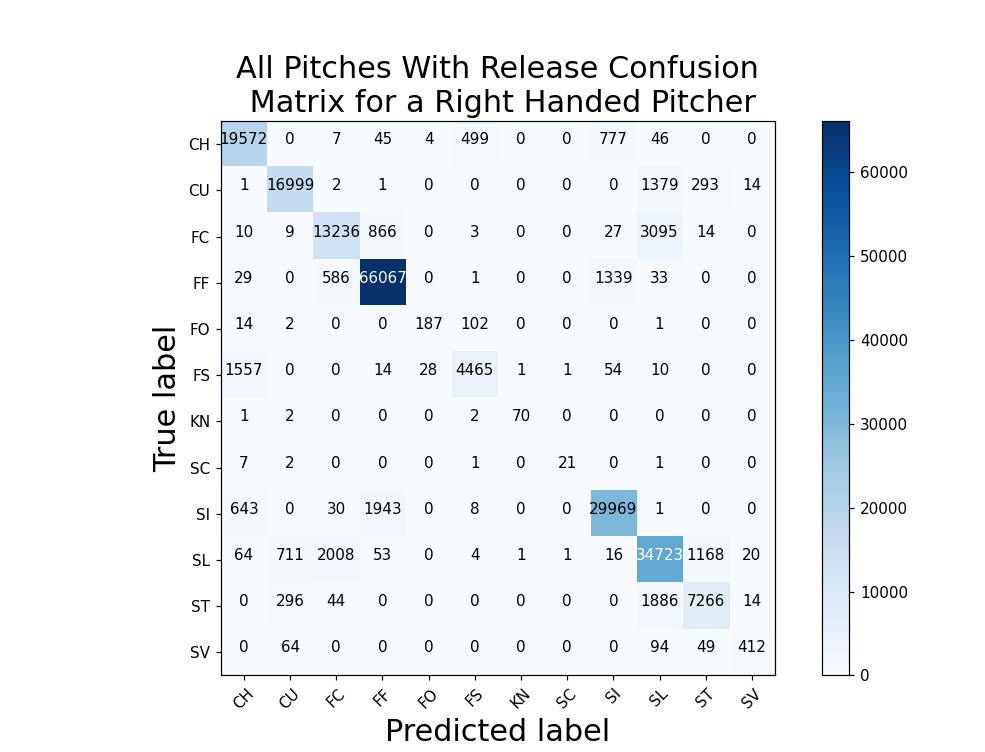 All Pitches With Release Confusion
Matrix for a Right Handed Pitcher
CH 19572 0 7 45 4 499 0 0 777 46 0 0
CU 1 16999 2 1 0 0 0 0 0 1379 293 14
FC 10 9 13236 866 0 3 0 0 27 3095 14 0
FF 29 0 586 66067 0 1 0 0 1339 33 0 0
FO 14 2 0 0 187 102 0 0 0 1 0 0
FS 1557 0 0 14 28 4465 1 1 54 10 0 0
KN 1 2 0 0 0 2 70 0 0 0 0 0
SC 7 2 0 0 0 1 0 21 0 1 0 0
SI 643 0 30 1943 0 8 0 0 29969 1 0 0
SL 64 711 2008 53 0 4 1 1 16 34723 1168 20
ST 0 296 44 0 0 0 0 0 0 1886 7266 14
SV 0 64 0 0 0 0 0 0 0 94 49 412
CH CU FC FF FO FS KN SC SI SL ST SV
True label
Predicted label
60000
50000
40000
30000
20000
10000
0